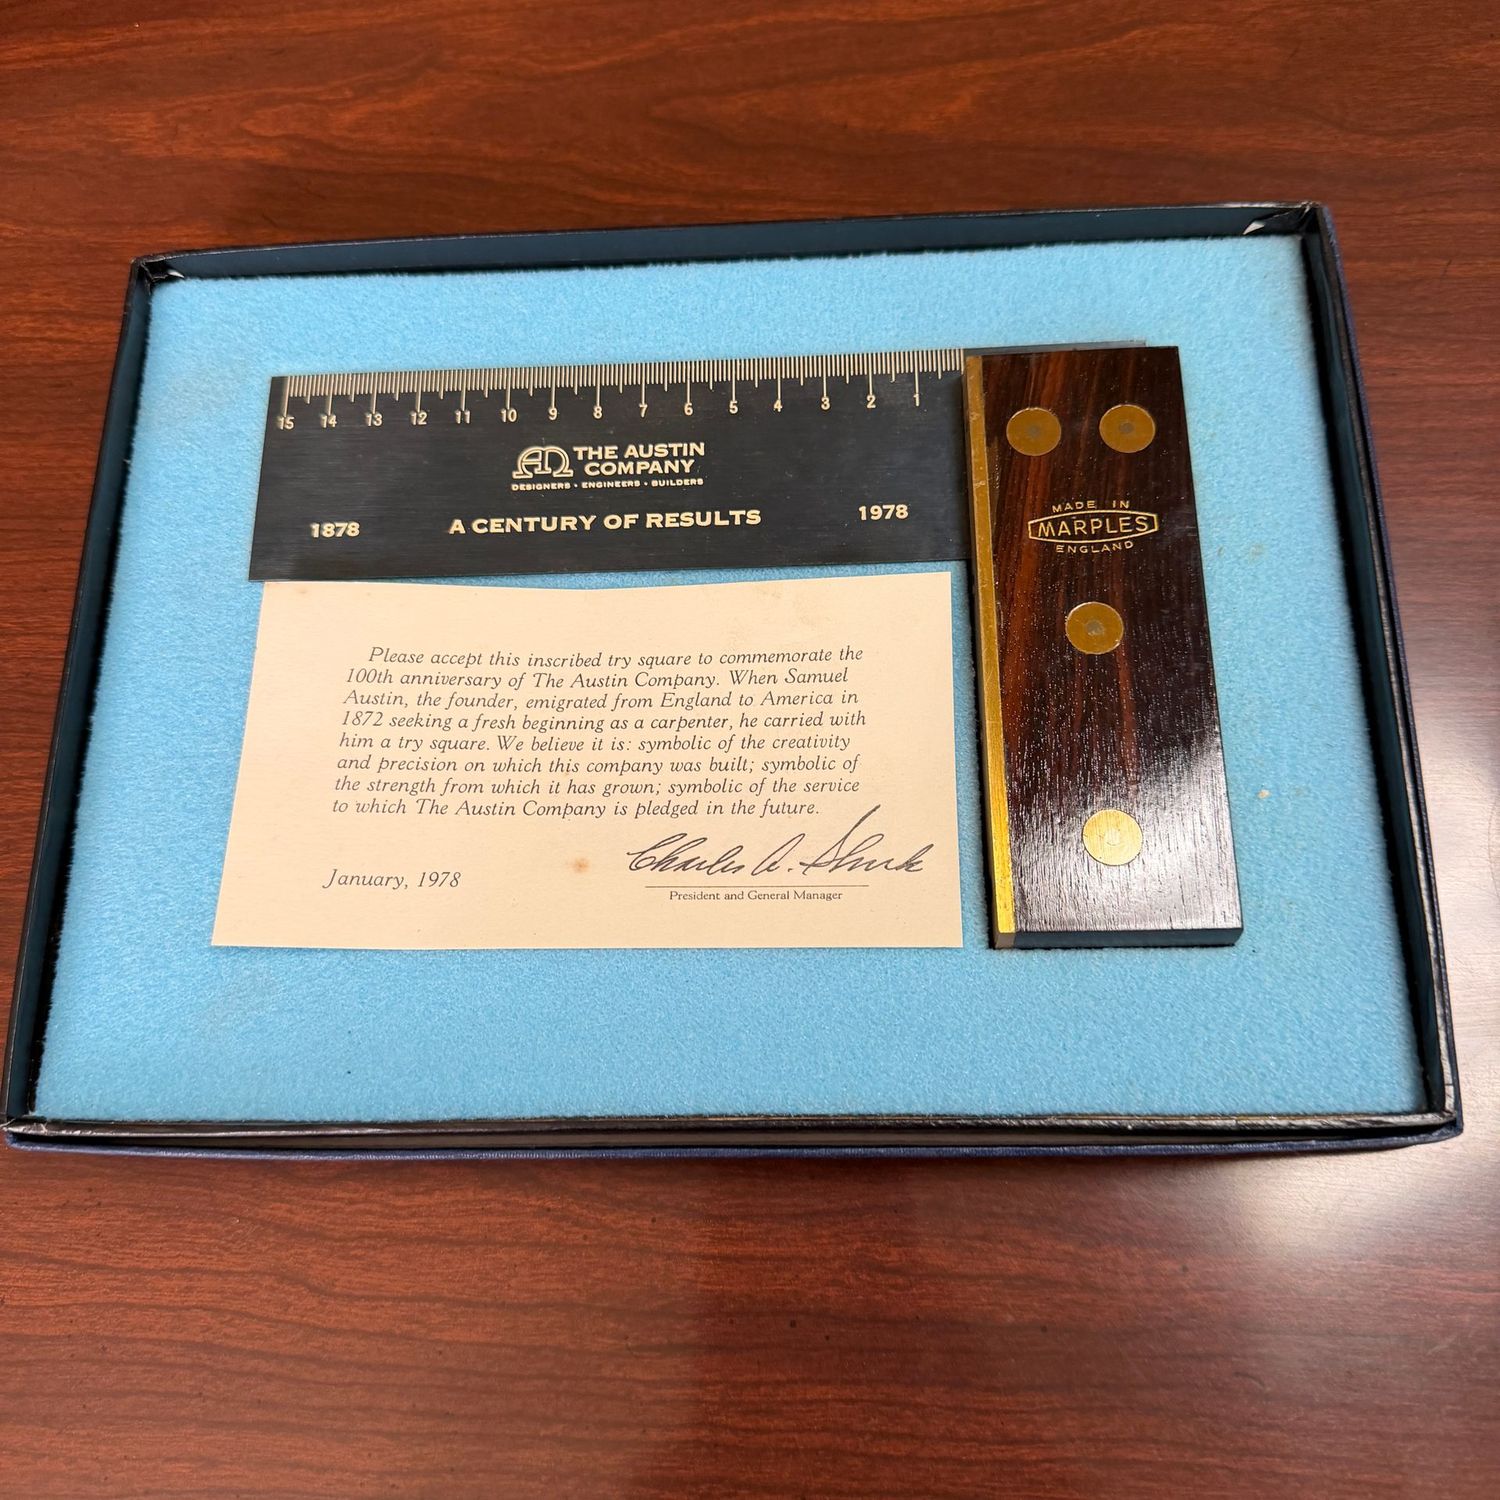 15 14 13 12 11 10 9 8 7 6 5 4 3 2 1
THE AUSTIN
COMPANY
DESIGNERS • ENGINEERS • BUILDERS
1878 A CENTURY OF RESULTS 1978
MADE IN
MARPLES
ENGLAND
Please accept this inscribed try square to commemorate the
100th anniversary of The Austin Company. When Samuel
Austin, the founder, emigrated from England to America in
1872 seeking a fresh beginning as a carpenter, he carried with
him a try square. We believe it is: symbolic of the creativity
and precision on which this company was built; symbolic of
the strength from which it has grown; symbolic of the service
to which The Austin Company is pledged in the future.
Charles A. Shirk
January, 1978
President and General Manager